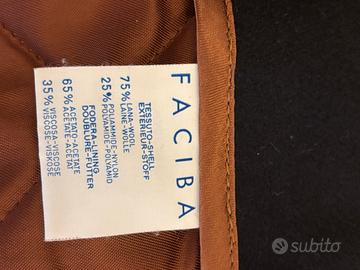 FACIBA
TESSUTO-SHELL
EXTERIEUR-STOFF
75% LANA-WOOL
LAINE-WOLLE
25% POLIAMMIDE-NYLON
POLYAMIDE-POLYAMID
FODERA-LINING
DOUBLURE-FUTTER
65% ACETATO-ACETATE
ACETATE-ACETAT
35% VISCOSA-VISCOSE
VISCOSE-VISKOSE
subito